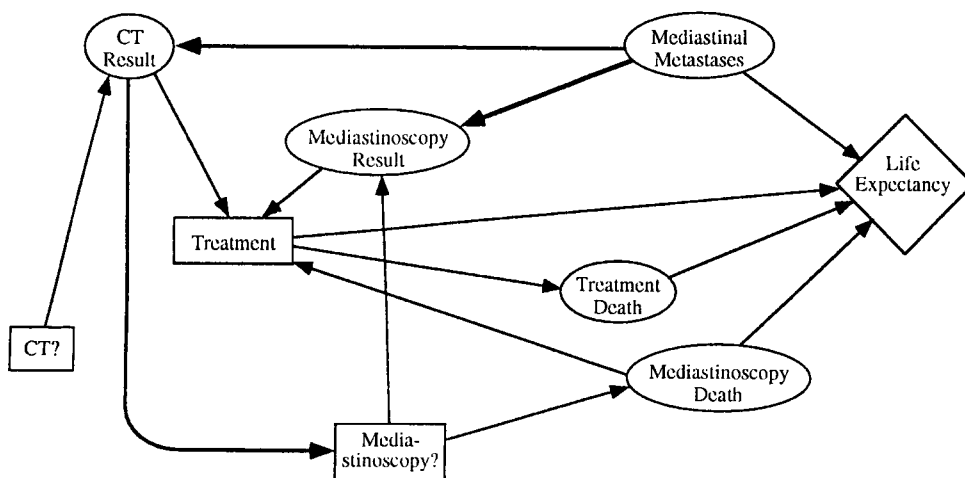 CT
Result
Mediastinal
Metastases
Mediastinoscopy
Result
Life
Expectancy
Treatment
Treatment
Death
CT?
Mediastinoscopy
Death
Media-
stinoscopy?